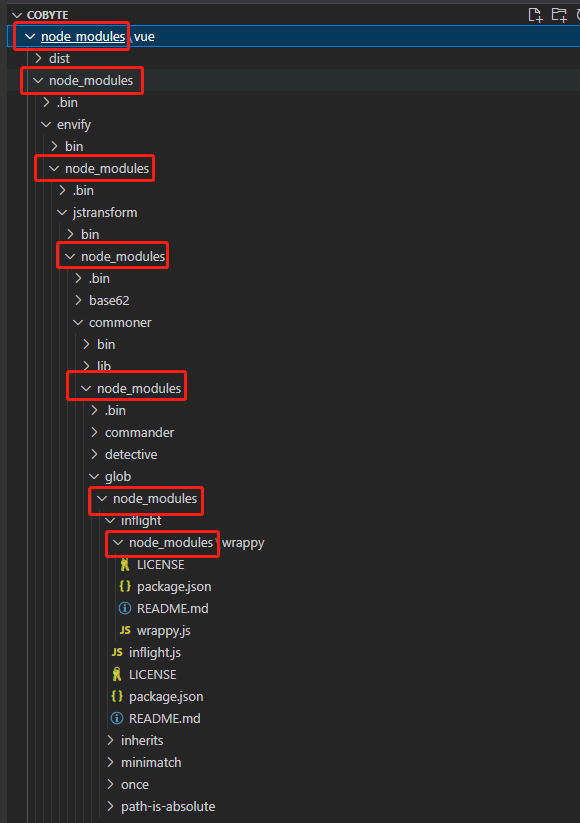 COBYTE
node_modules \ vue
dist
node_modules
.bin
envify
bin
node_modules
.bin
jstransform
bin
node_modules
.bin
base62
commoner
bin
lib
node_modules
.bin
commander
detective
glob
node_modules
inflight
node_modules \ wrappy
LICENSE
{} package.json
README.md
JS wrappy.js
JS inflight.js
LICENSE
{} package.json
README.md
inherits
minimatch
once
path-is-absolute